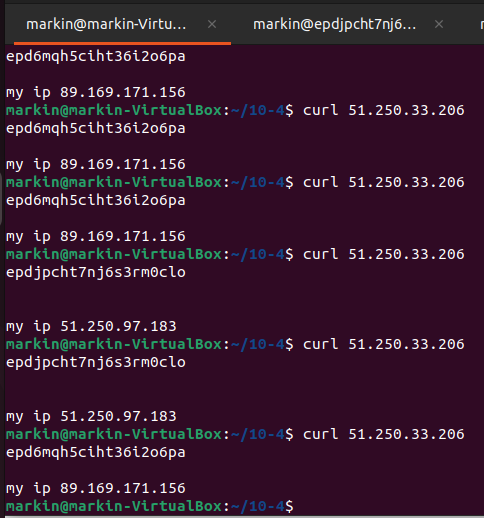 markin@markin-Virtu...
markin@epdjpcht7nj6...
epd6mqh5ciht36i2o6pa
my ip 89.169.171.156
markin@markin-VirtualBox:~/10-4$ curl 51.250.33.206
epd6mqh5ciht36i2o6pa
my ip 89.169.171.156
markin@markin-VirtualBox:~/10-4$ curl 51.250.33.206
epd6mqh5ciht36i2o6pa
my ip 89.169.171.156
markin@markin-VirtualBox:~/10-4$ curl 51.250.33.206
epdjpcht7nj6s3rm0clo
my ip 51.250.97.183
markin@markin-VirtualBox:~/10-4$ curl 51.250.33.206
epdjpcht7nj6s3rm0clo
my ip 51.250.97.183
markin@markin-VirtualBox:~/10-4$ curl 51.250.33.206
epd6mqh5ciht36i2o6pa
my ip 89.169.171.156
markin@markin-VirtualBox:~/10-4$